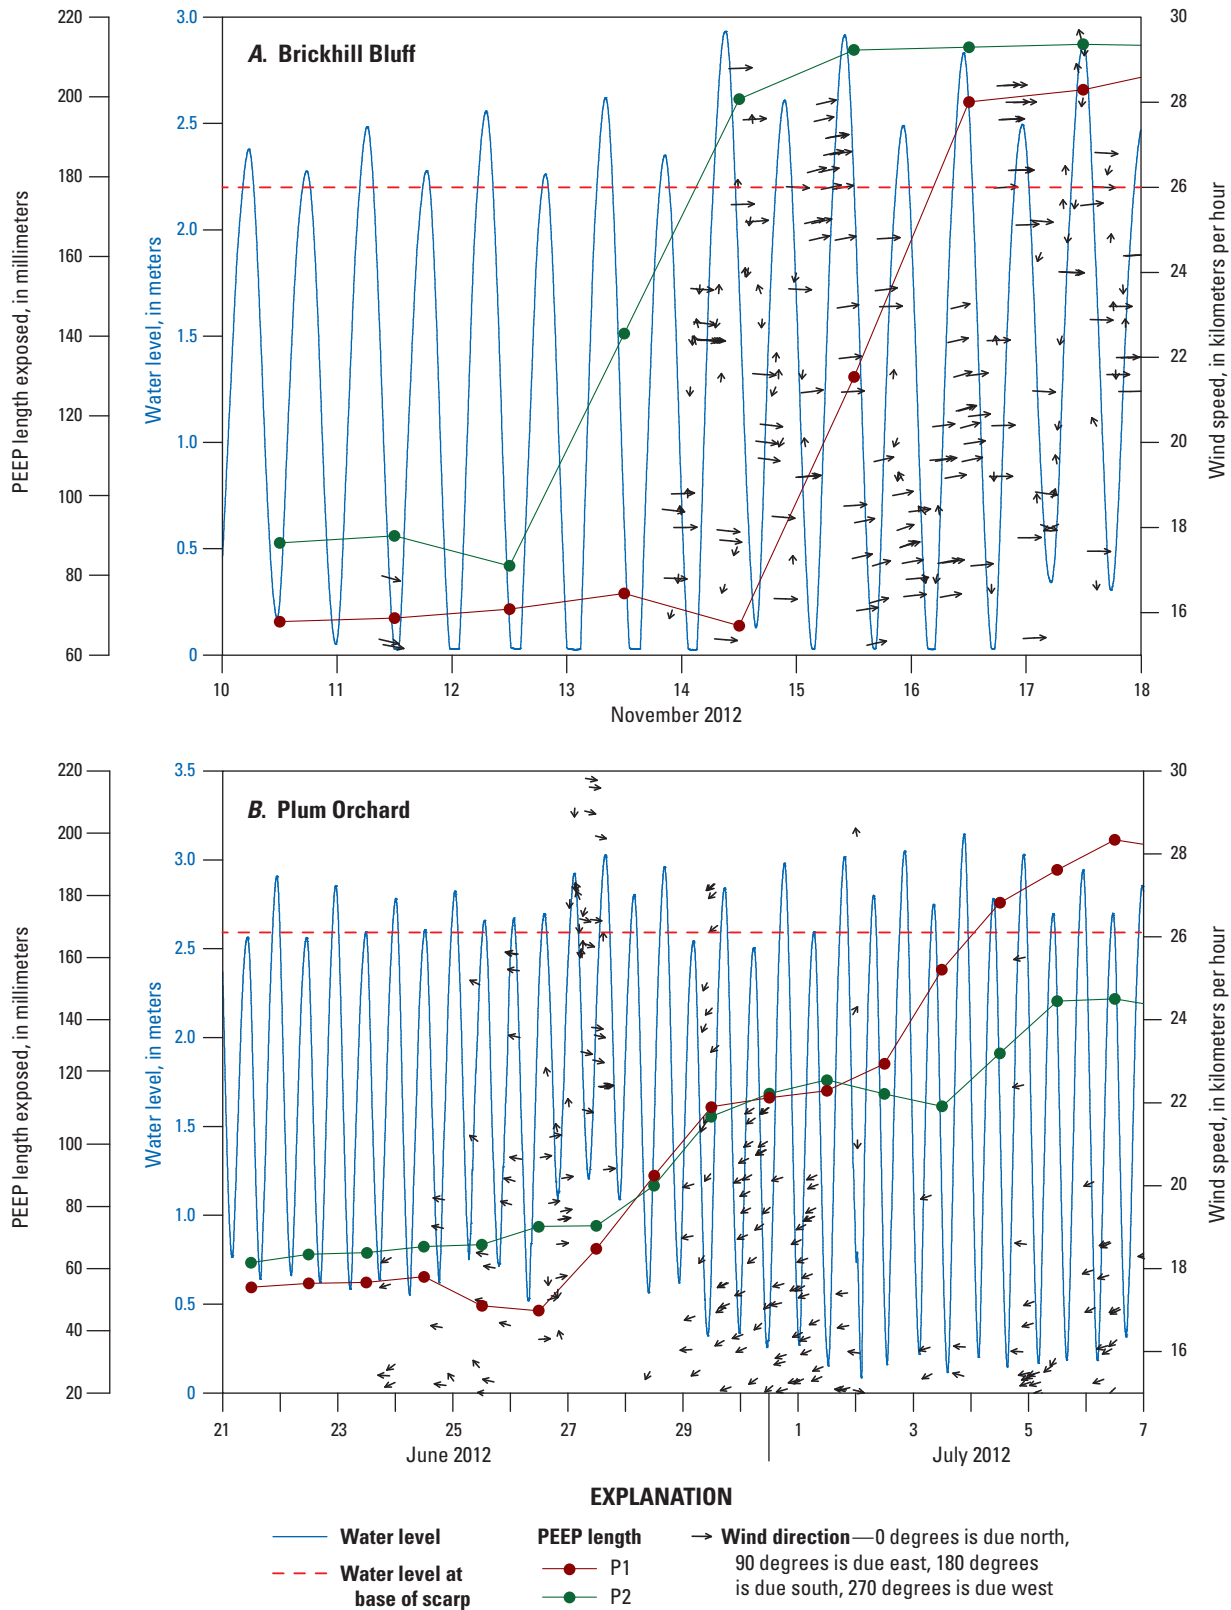 A. Brickhill Bluff
PEEP length exposed, in millimeters
220
200
180
160
140
120
100
80
60
Water level, in meters
3.0
2.5
2.0
1.5
1.0
0.5
0
Wind speed, in kilometers per hour
30
28
26
24
22
20
18
16
10 11 12 13 14 15 16 17 18
November 2012
B. Plum Orchard
PEEP length exposed, in millimeters
220
200
180
160
140
120
100
80
60
40
20
Water level, in meters
3.5
3.0
2.5
2.0
1.5
1.0
0.5
0
Wind speed, in kilometers per hour
30
28
26
24
22
20
18
16
21 23 25 27 29 1 3 5 7
June 2012 July 2012
EXPLANATION
Water level
Water level at
base of scarp
PEEP length
P1
P2
Wind direction—0 degrees is due north,
90 degrees is due east, 180 degrees
is due south, 270 degrees is due west